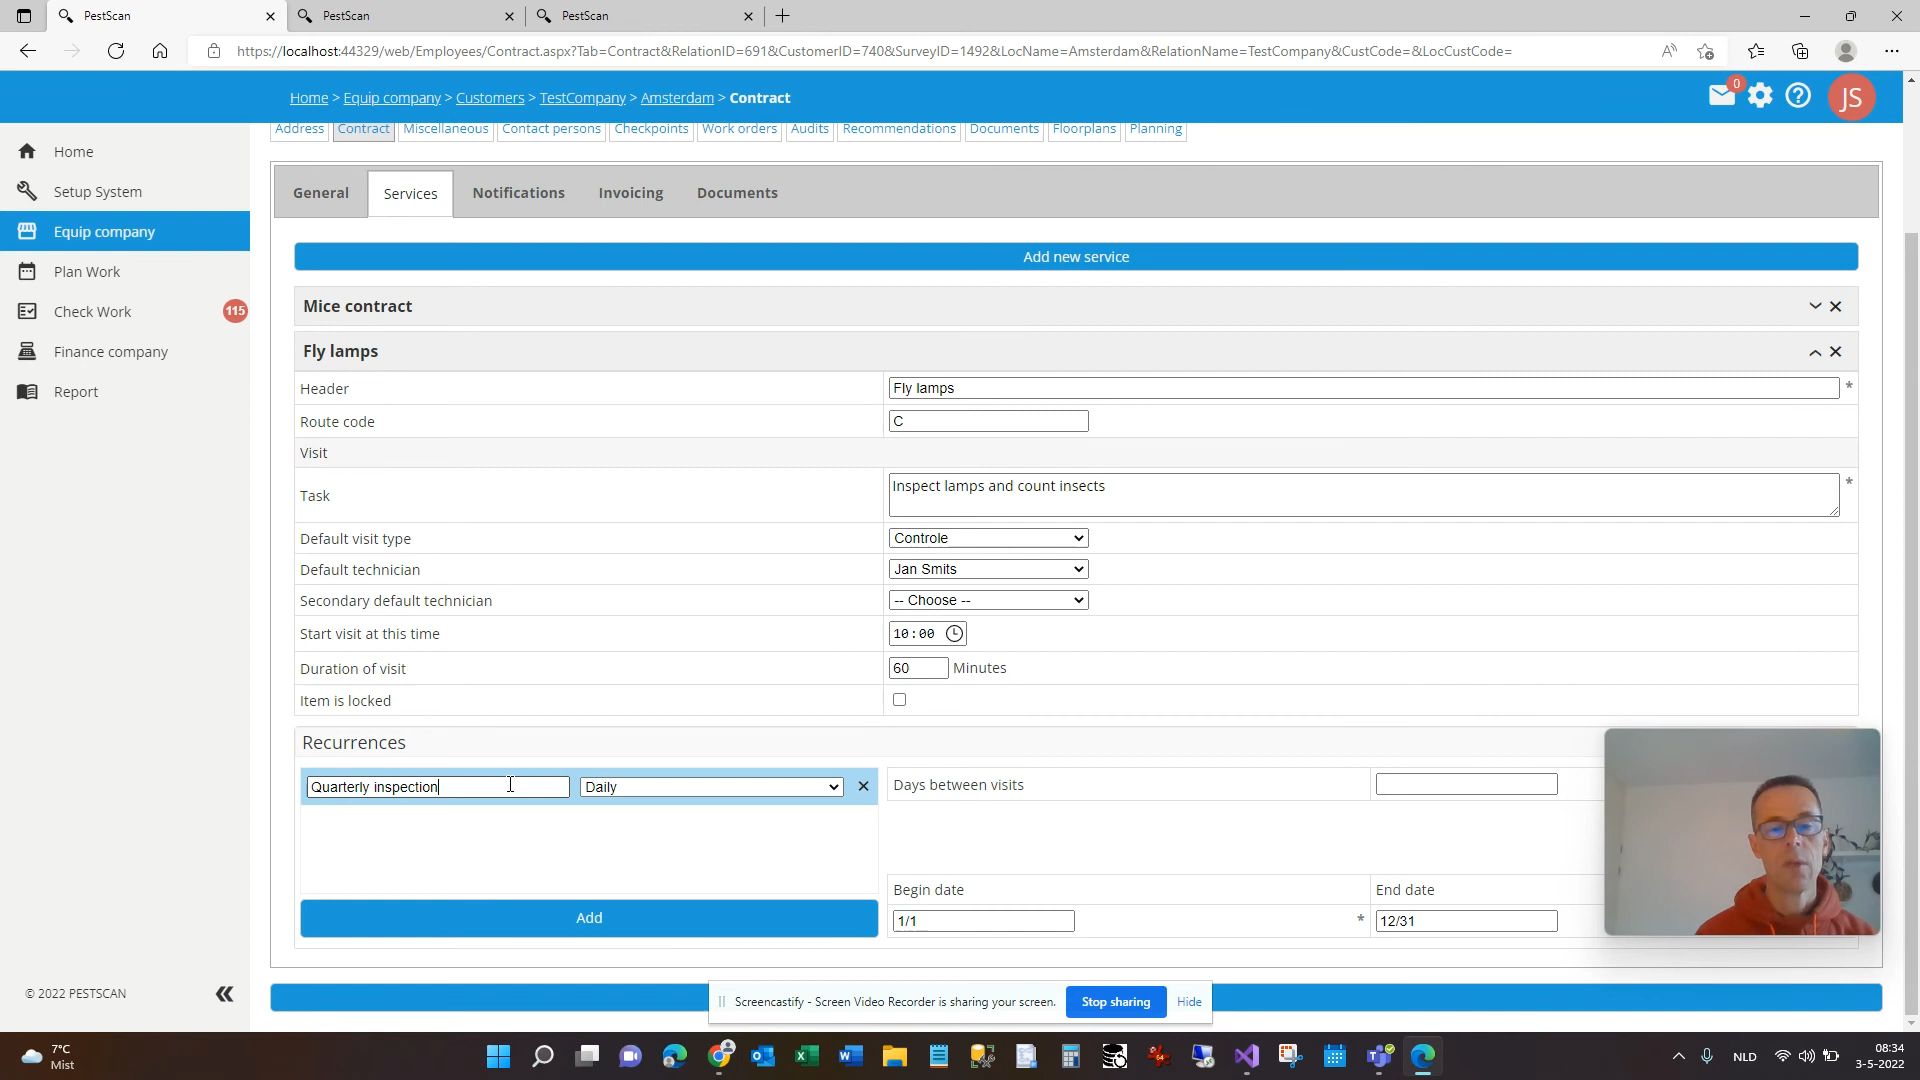 PestScan
PestScan
PestScan
https://localhost:44329/web/Employees/Contract.aspx?Tab=Contract&RelationID=691&CustomerID=740&SurveyID=1492&LocName=Amsterdam&RelationName=TestCompany&CustCode=&LocCustCode=
Home > Equip company > Customers > TestCompany > Amsterdam > Contract
0
JS
Address Contract Miscellaneous Contact persons Checkpoints Work orders Audits Recommendations Documents Floorplans Planning
Home
Setup System
Equip company
Plan Work
Check Work 115
Finance company
Report
General Services Notifications Invoicing Documents
Add new service
Mice contract
Fly lamps
Header Fly lamps *
Route code C
Visit
Task Inspect lamps and count insects *
Default visit type Controle
Default technician Jan Smits
Secondary default technician -- Choose --
Start visit at this time 10:00
Duration of visit 60 Minutes
Item is locked
Recurrences
Quarterly inspection Daily Days between visits
Begin date End date
Add 1/1 * 12/31
© 2022 PESTSCAN
Screencastify - Screen Video Recorder is sharing your screen. Stop sharing Hide
7°C
Mist
NLD
08:34
3-5-2022